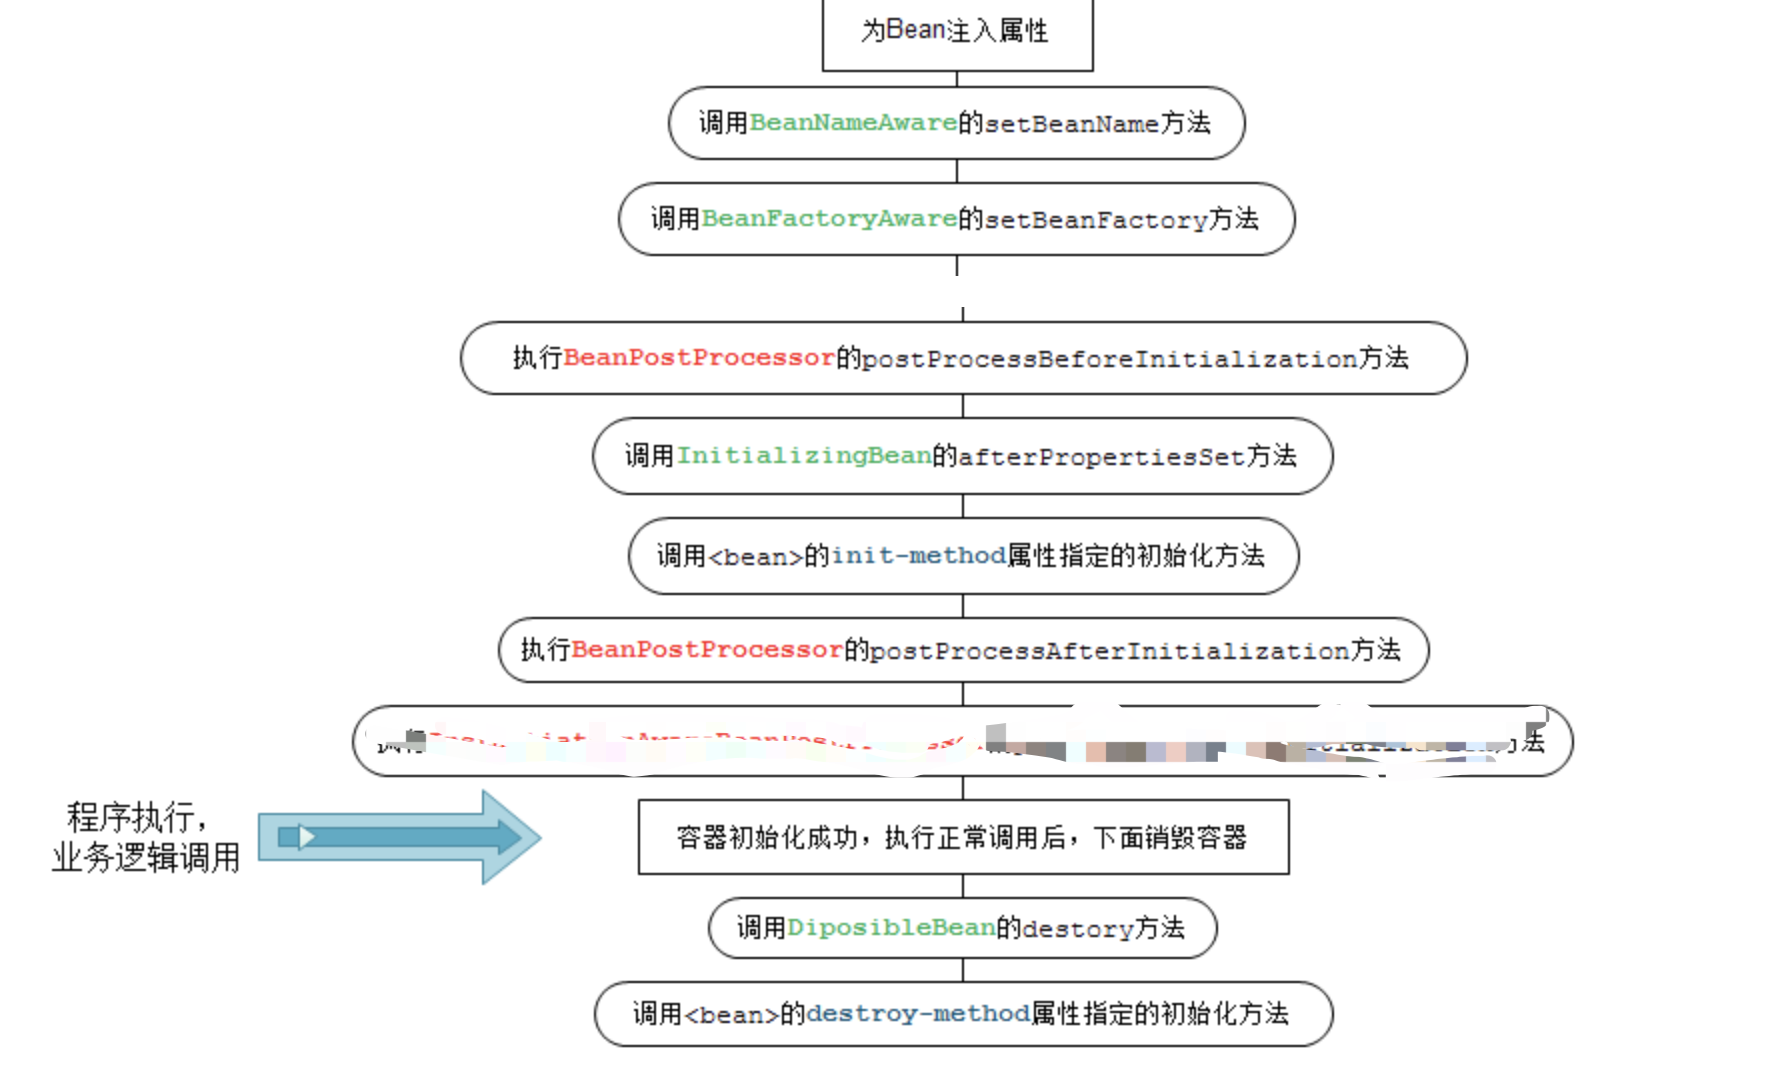 为Bean注入属性
调用BeanNameAware的setBeanName方法
调用BeanFactoryAware的setBeanFactory方法
执行BeanPostProcessor的postProcessBeforeInitialization方法
调用InitializingBean的afterPropertiesSet方法
调用<bean>的init-method属性指定的初始化方法
执行BeanPostProcessor的postProcessAfterInitialization方法
方法
程序执行，
业务逻辑调用
容器初始化成功，执行正常调用后，下面销毁容器
调用DiposibleBean的destory方法
调用<bean>的destroy-method属性指定的初始化方法